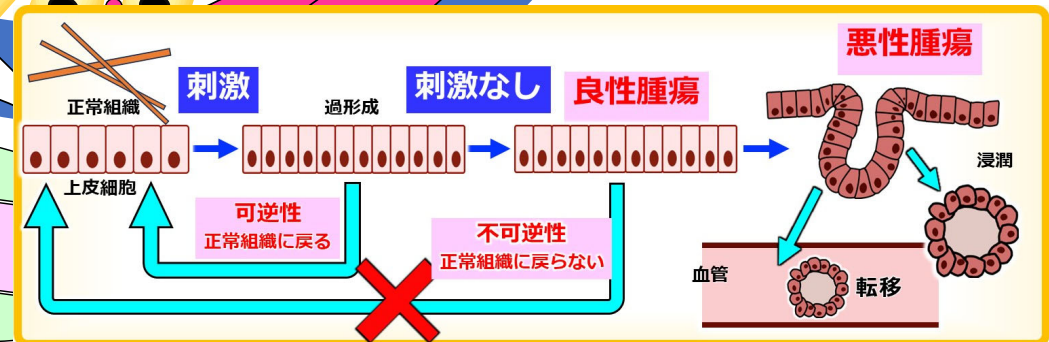 正常組織
刺激
過形成
刺激なし
良性腫瘍
悪性腫瘍
上皮細胞
可逆性
正常組織に戻る
不可逆性
正常組織に戻らない
浸潤
血管
転移